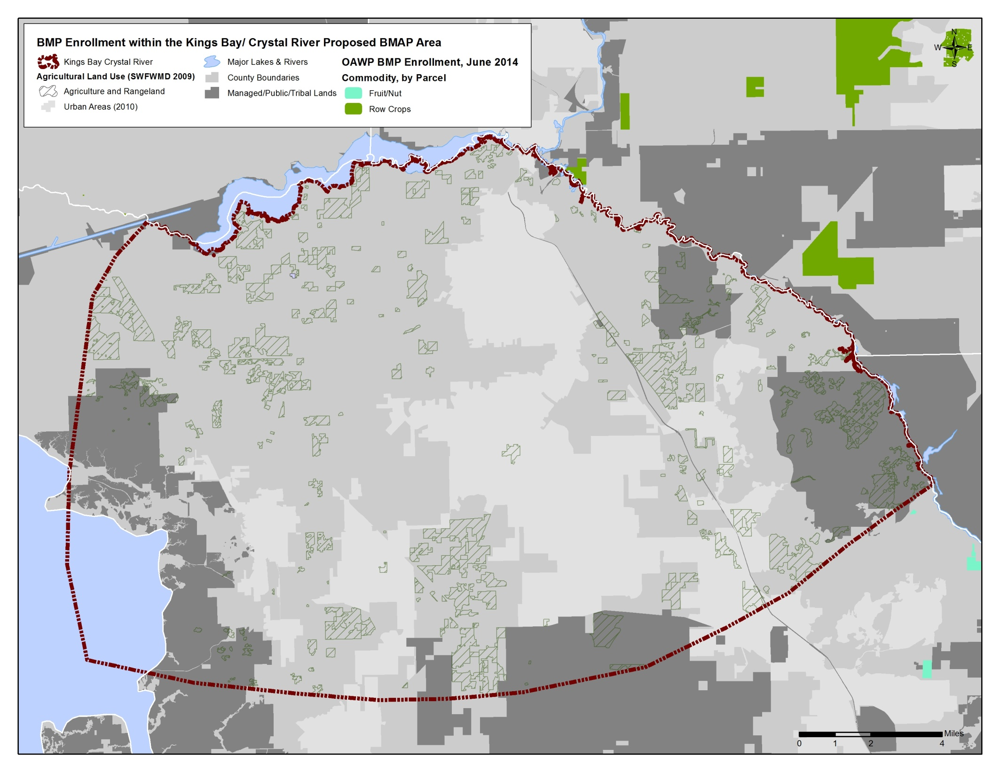 BMP Enrollment within the Kings Bay/ Crystal River Proposed BMAP Area
Kings Bay Crystal River
Agricultural Land Use (SWFWMD 2009)
Agriculture and Rangeland
Urban Areas (2010)
Major Lakes & Rivers
County Boundaries
Managed/Public/Tribal Lands
OAWP BMP Enrollment, June 2014
Commodity, by Parcel
Fruit/Nut
Row Crops
N
W E
S
Miles
0 1 2 4